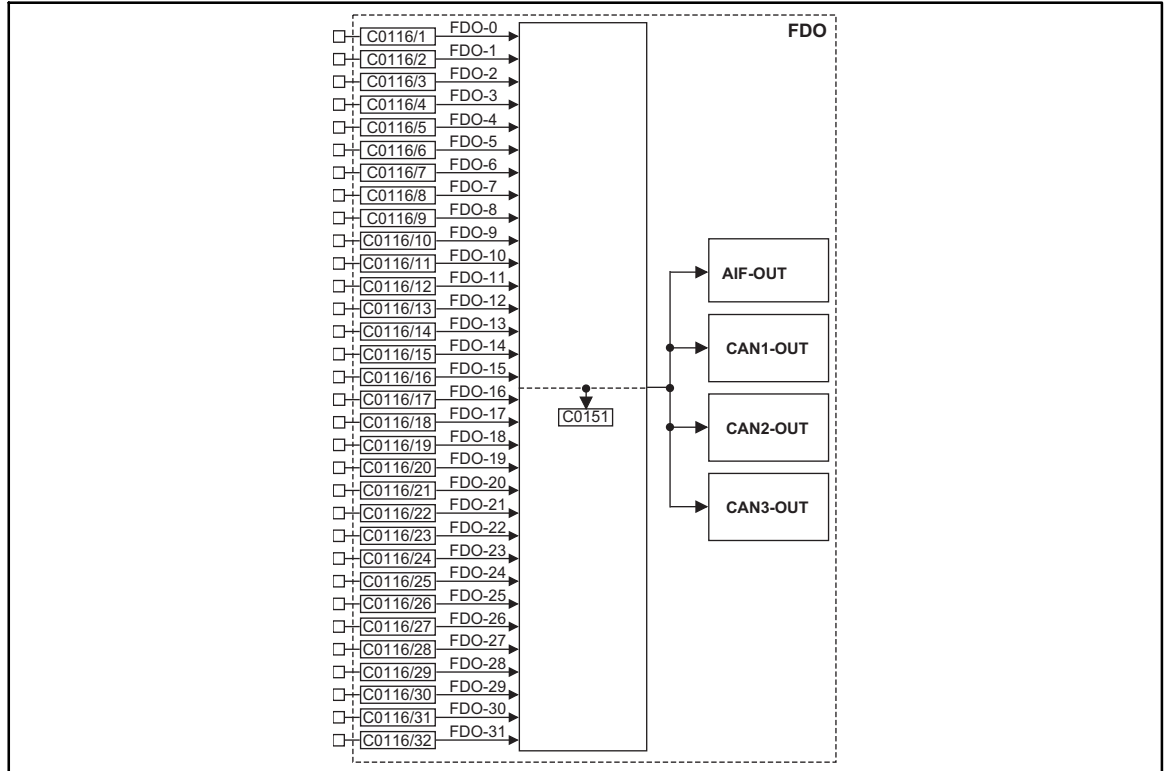 FDO
C0116/1 FDO-0
C0116/2 FDO-1
C0116/3 FDO-2
C0116/4 FDO-3
C0116/5 FDO-4
C0116/6 FDO-5
C0116/7 FDO-6
C0116/8 FDO-7
C0116/9 FDO-8
C0116/10 FDO-9
C0116/11 FDO-10
C0116/12 FDO-11
C0116/13 FDO-12
C0116/14 FDO-13
C0116/15 FDO-14
C0116/16 FDO-15
C0116/17 FDO-16
C0116/18 FDO-17
C0116/19 FDO-18
C0116/20 FDO-19
C0116/21 FDO-20
C0116/22 FDO-21
C0116/23 FDO-22
C0116/24 FDO-23
C0116/25 FDO-24
C0116/26 FDO-25
C0116/27 FDO-26
C0116/28 FDO-27
C0116/29 FDO-28
C0116/30 FDO-29
C0116/31 FDO-30
C0116/32 FDO-31
C0151
AIF-OUT
CAN1-OUT
CAN2-OUT
CAN3-OUT